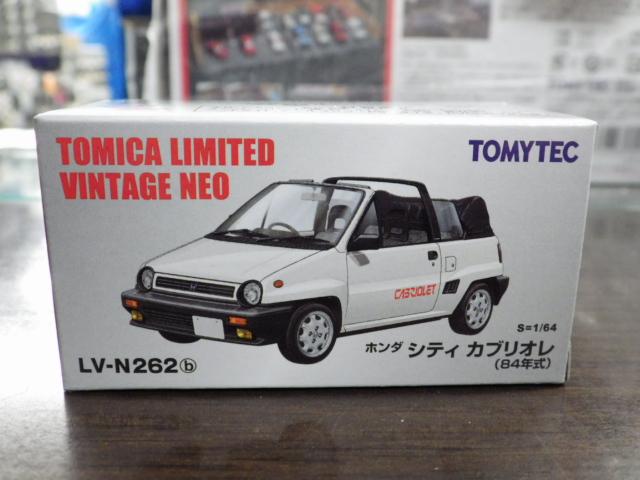 TOMICA LIMITED
VINTAGE NEO
TOMYTEC
CABRIOLET
S=1/64
LV-N262ⓑ
ホンダ シティ カブリオレ
(84年式)